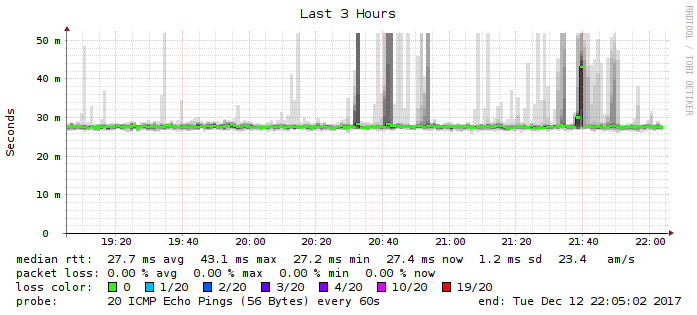 Last 3 Hours
RRDTOOL / TOBI OETIKER
Seconds
50 m
40 m
30 m
20 m
10 m
0
19:20 19:40 20:00 20:20 20:40 21:00 21:20 21:40 22:00
median rtt: 27.7 ms avg 43.1 ms max 27.2 ms min 27.4 ms now 1.2 ms sd 23.4 am/s
packet loss: 0.00 % avg 0.00 % max 0.00 % min 0.00 % now
loss color: 0 1/20 2/20 3/20 4/20 10/20 19/20
probe: 20 ICMP Echo Pings (56 Bytes) every 60s end: Tue Dec 12 22:05:02 2017